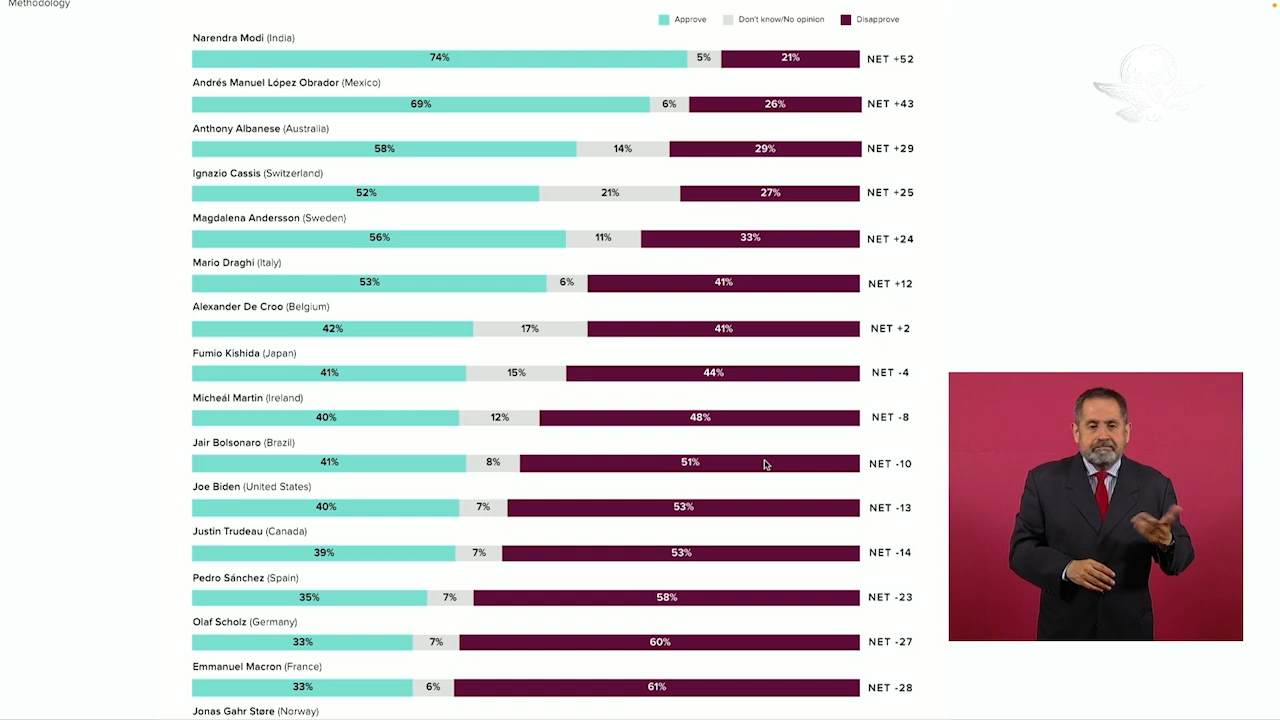 Methodology
Approve Don't know/No opinion Disapprove
Narendra Modi (India)
74% 5% 21% NET +52
Andrés Manuel López Obrador (Mexico)
69% 6% 26% NET +43
Anthony Albanese (Australia)
58% 14% 29% NET +29
Ignazio Cassis (Switzerland)
52% 21% 27% NET +25
Magdalena Andersson (Sweden)
56% 11% 33% NET +24
Mario Draghi (Italy)
53% 6% 41% NET +12
Alexander De Croo (Belgium)
42% 17% 41% NET +2
Fumio Kishida (Japan)
41% 15% 44% NET -4
Micheál Martin (Ireland)
40% 12% 48% NET -8
Jair Bolsonaro (Brazil)
41% 8% 51% NET -10
Joe Biden (United States)
40% 7% 53% NET -13
Justin Trudeau (Canada)
39% 7% 53% NET -14
Pedro Sánchez (Spain)
35% 7% 58% NET -23
Olaf Scholz (Germany)
33% 7% 60% NET -27
Emmanuel Macron (France)
33% 6% 61% NET -28
Jonas Gahr Støre (Norway)